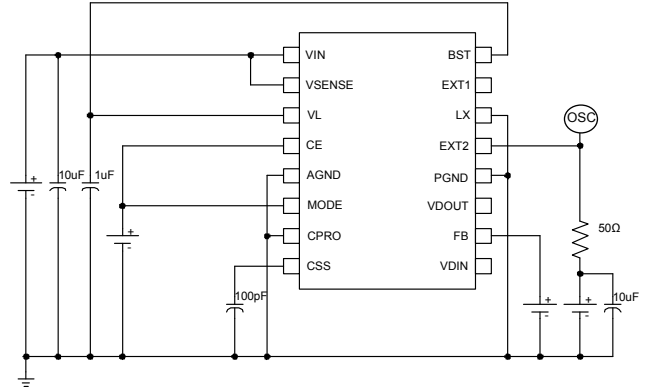 VIN
VSENSE
VL
CE
AGND
MODE
CPRO
CSS
BST
EXT1
LX
EXT2
PGND
VDOUT
FB
VDIN
OSC
50Ω
10uF
1uF
100pF
10uF
+
-
+
-
+
-
+
-